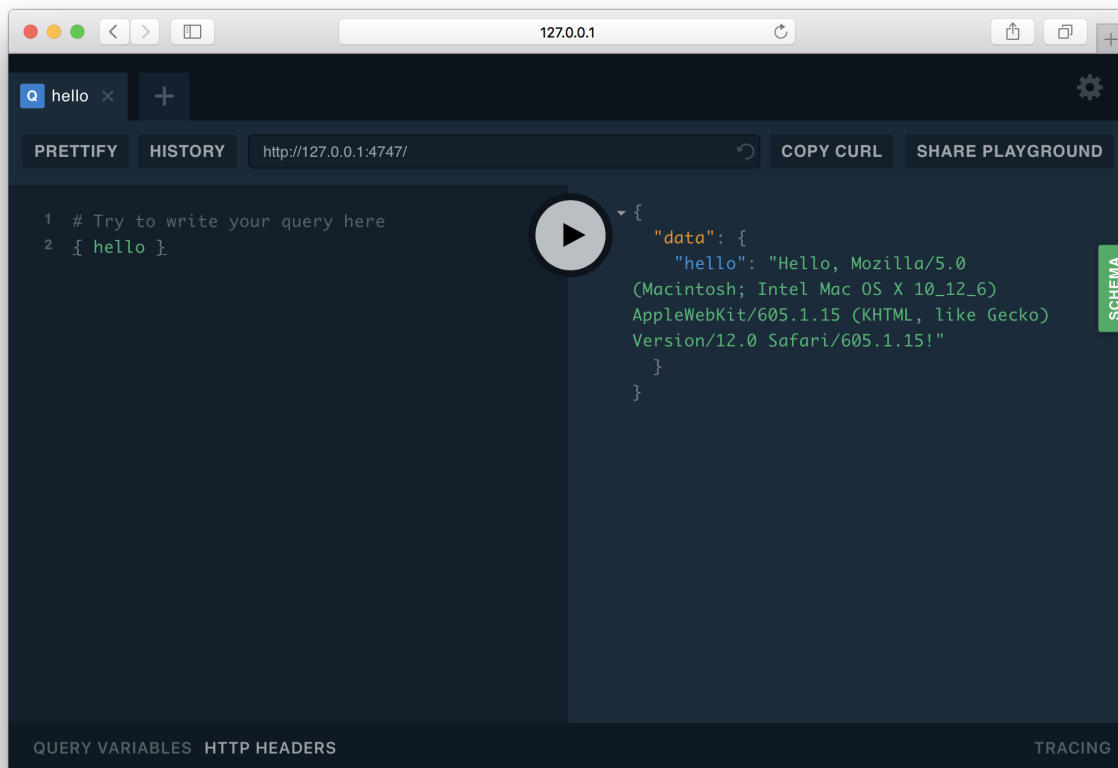 127.0.0.1
Q hello
PRETTIFY HISTORY http://127.0.0.1:4747/ COPY CURL SHARE PLAYGROUND
1 # Try to write your query here
2 { hello }
{
"data": {
"hello": "Hello, Mozilla/5.0
(Macintosh; Intel Mac OS X 10_12_6)
AppleWebKit/605.1.15 (KHTML, like Gecko)
Version/12.0 Safari/605.1.15!"
}
}
SCHEMA
QUERY VARIABLES HTTP HEADERS TRACING